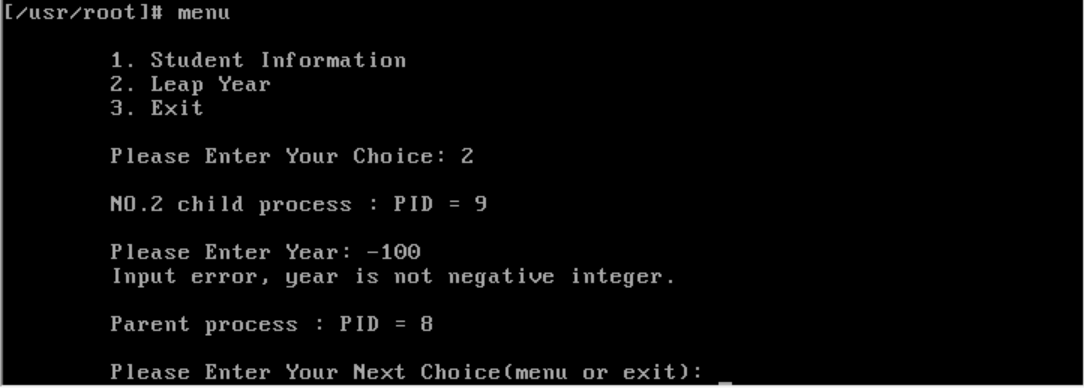 [/usr/root]# menu
1. Student Information
2. Leap Year
3. Exit
Please Enter Your Choice: 2
NO.2 child process : PID = 9
Please Enter Year: -100
Input error, year is not negative integer.
Parent process : PID = 8
Please Enter Your Next Choice(menu or exit): _